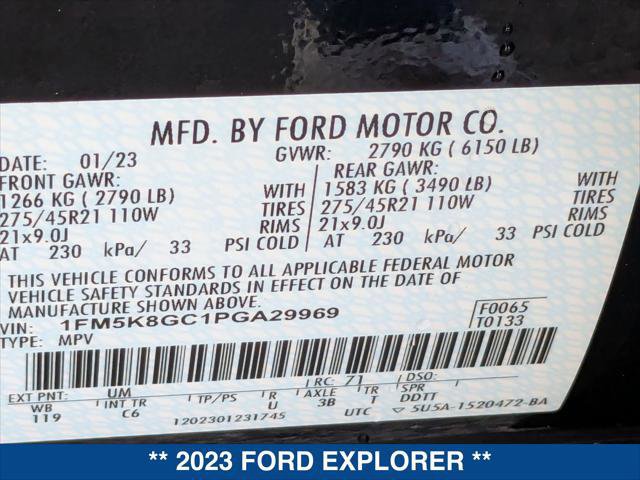 MFD. BY FORD MOTOR CO.
DATE: 01/23 GVWR: 2790 KG ( 6150 LB)
FRONT GAWR: REAR GAWR:
1266 KG ( 2790 LB) WITH 1583 KG ( 3490 LB) WITH
275/45R21 110W TIRES 275/45R21 110W TIRES
21x9.0J RIMS 21x9.0J RIMS
AT 230 kPa/ 33 PSI COLD AT 230 kPa/ 33 PSI COLD
THIS VEHICLE CONFORMS TO ALL APPLICABLE FEDERAL MOTOR
VEHICLE SAFETY STANDARDS IN EFFECT ON THE DATE OF
MANUFACTURE SHOWN ABOVE.
VIN: 1FM5K8GC1PGA29969 F0065
TYPE: MPV T0133
EXT PNT: UM RC: 71
WB INT TR TP/PS R AXLE TR SPR
119 C6 U 3B T DDTT
1202301231745 UTC ▽ 5U5A-1520472-BA
** 2023 FORD EXPLORER **